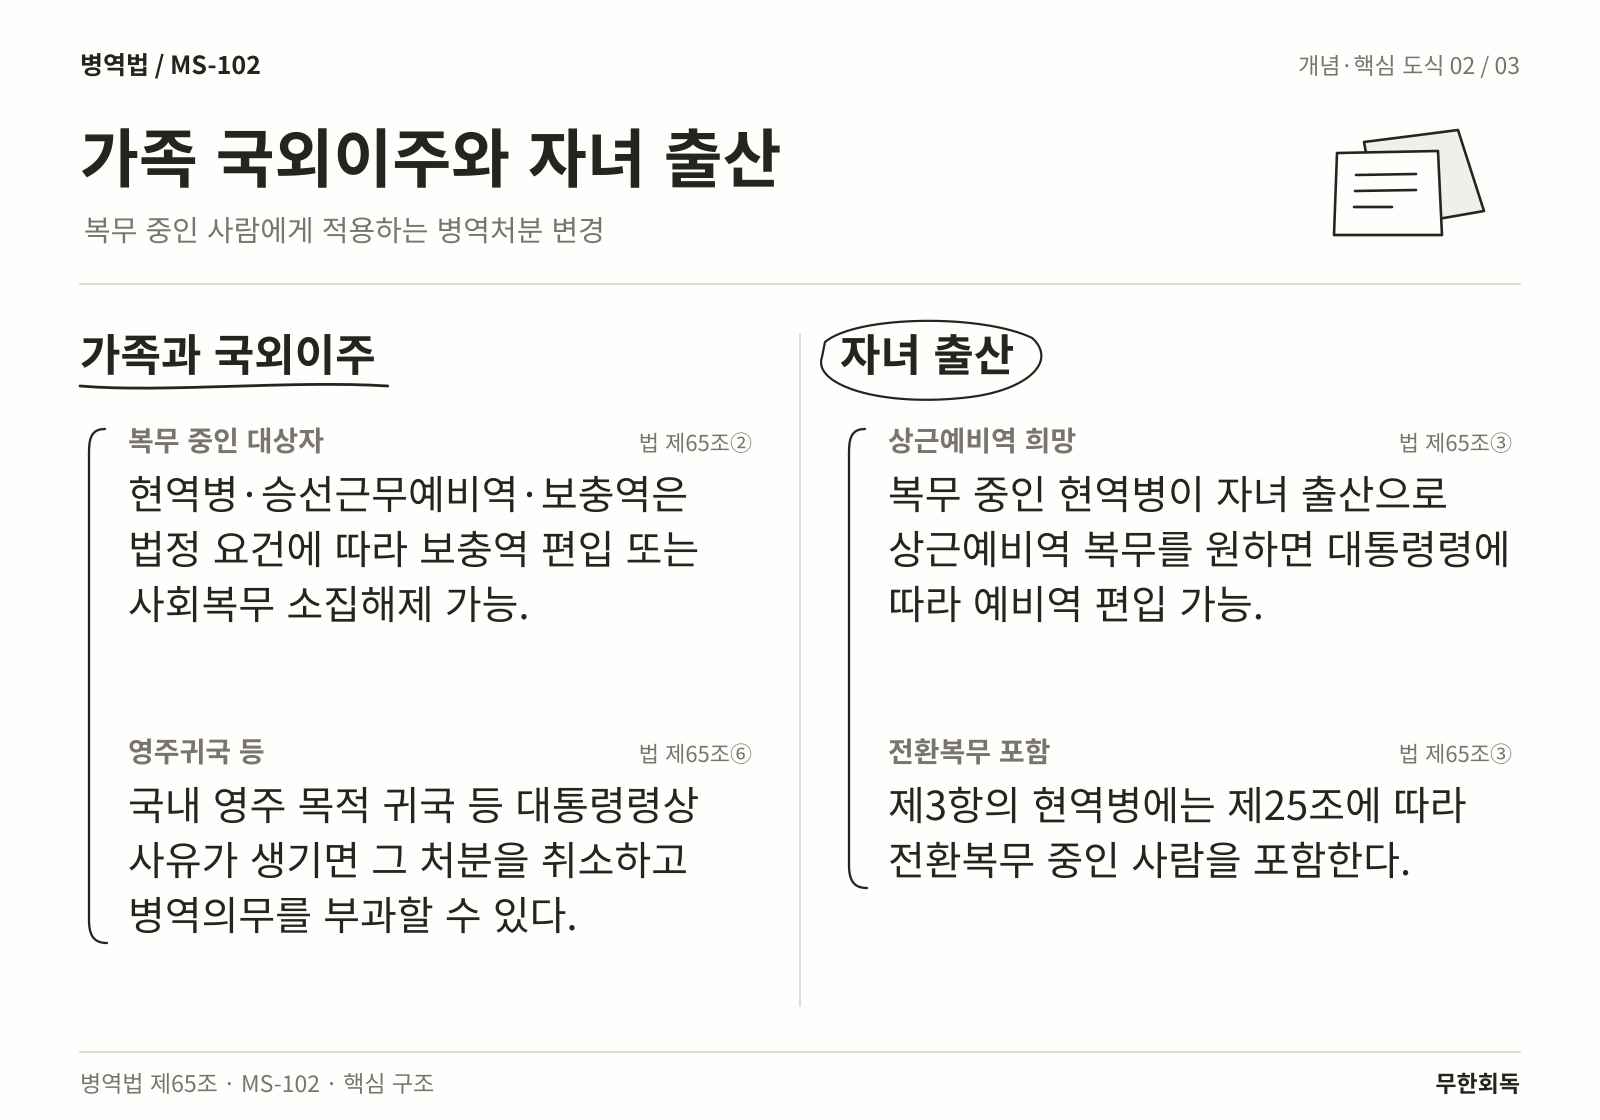 병역법 / MS-102
개념·핵심 도식 02 / 03
가족 국외이주와 자녀 출산
복무 중인 사람에게 적용하는 병역처분 변경
가족과 국외이주
복무 중인 대상자
법 제65조②
현역병·승선근무예비역·보충역은
법정 요건에 따라 보충역 편입 또는
사회복무 소집해제 가능.
영주귀국 등
법 제65조⑥
국내 영주 목적 귀국 등 대통령령상
사유가 생기면 그 처분을 취소하고
병역의무를 부과할 수 있다.
자녀 출산
상근예비역 희망
법 제65조③
복무 중인 현역병이 자녀 출산으로
상근예비역 복무를 원하면 대통령령에
따라 예비역 편입 가능.
전환복무 포함
법 제65조③
제3항의 현역병에는 제25조에 따라
전환복무 중인 사람을 포함한다.
병역법 제65조 · MS-102 · 핵심 구조
무한회독